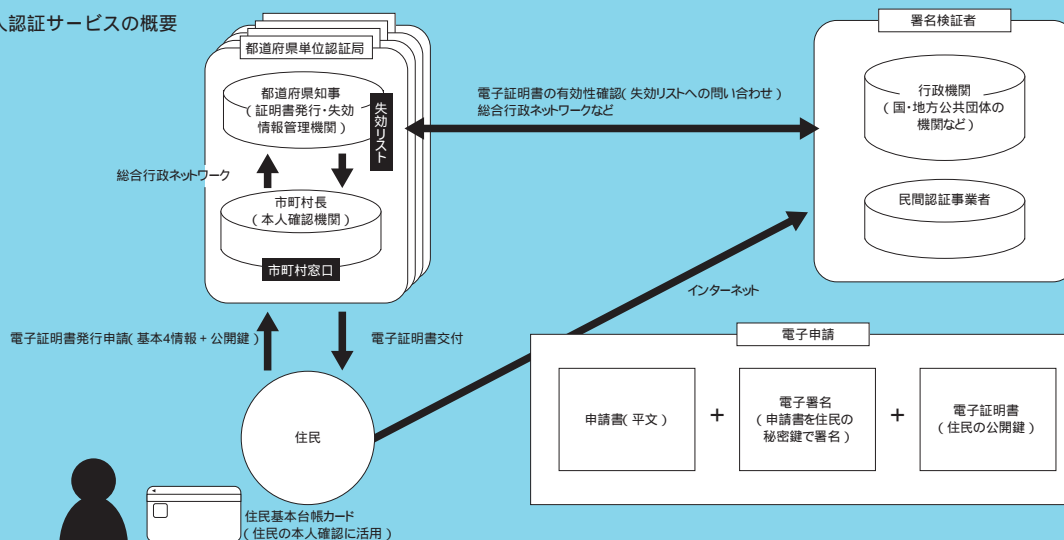 人認証サービスの概要
都道府県単位認証局
都道府県知事
(証明書発行・失効
情報管理機関)
失効リスト
総合行政ネットワーク
市町村長
(本人確認機関)
市町村窓口
電子証明書の有効性確認(失効リストへの問い合わせ)
総合行政ネットワークなど
署名検証者
行政機関
(国・地方公共団体の
機関など)
民間認証事業者
インターネット
電子証明書発行申請(基本4情報+公開鍵)
電子証明書交付
住民
住民基本台帳カード
(住民の本人確認に活用)
電子申請
申請書(平文)
+
電子署名
(申請書を住民の
秘密鍵で署名)
+
電子証明書
(住民の公開鍵)